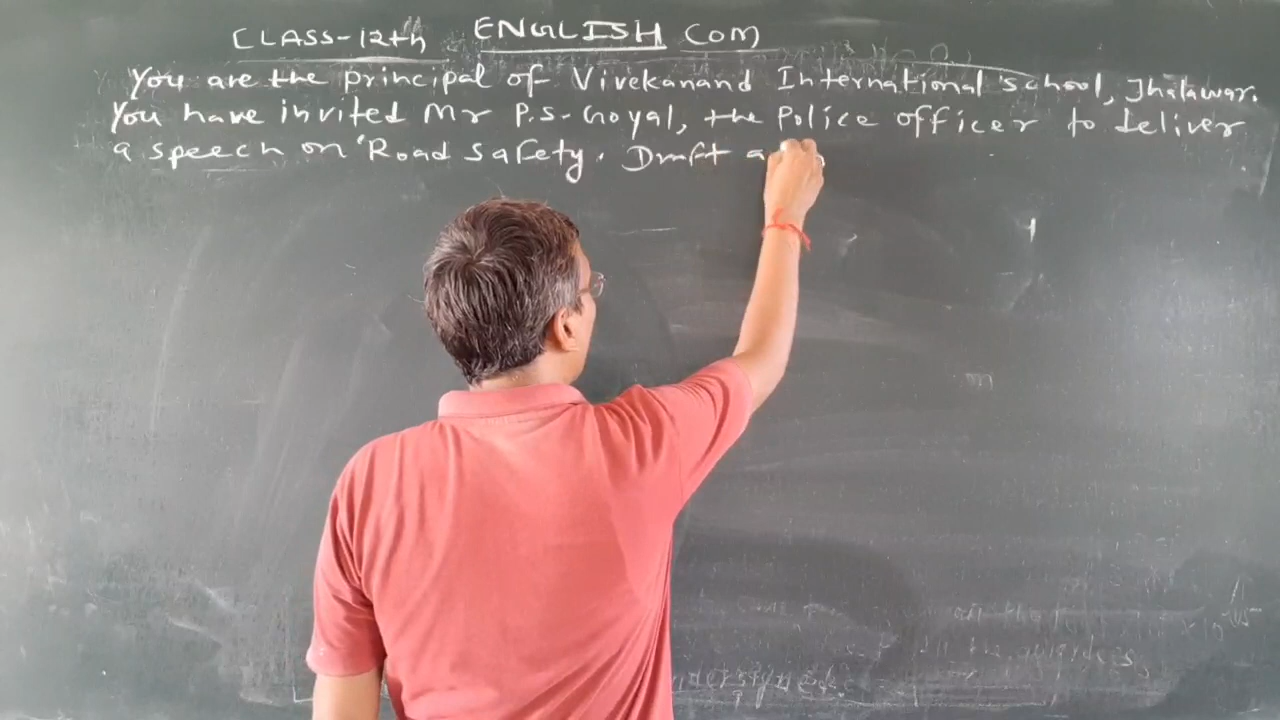 CLASS-12th ENGLISH COM
You are the principal of Vivekanand International School, Jhalawar.
You have invited Mr P.S. Goyal, the Police officer to deliver
a speech on 'Road safety. Draft a